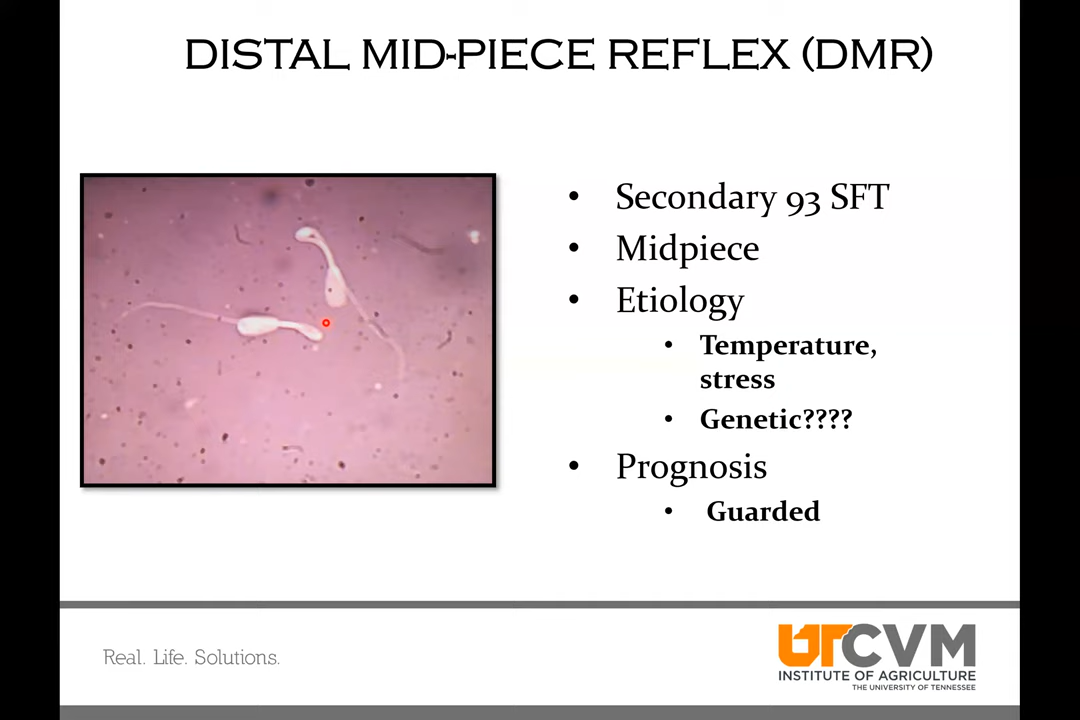 DISTAL MID-PIECE REFLEX (DMR)
• Secondary 93 SFT
• Midpiece
• Etiology
• Temperature,
stress
• Genetic????
• Prognosis
• Guarded
Real. Life. Solutions.
UTCVM
INSTITUTE OF AGRICULTURE
THE UNIVERSITY OF TENNESSEE